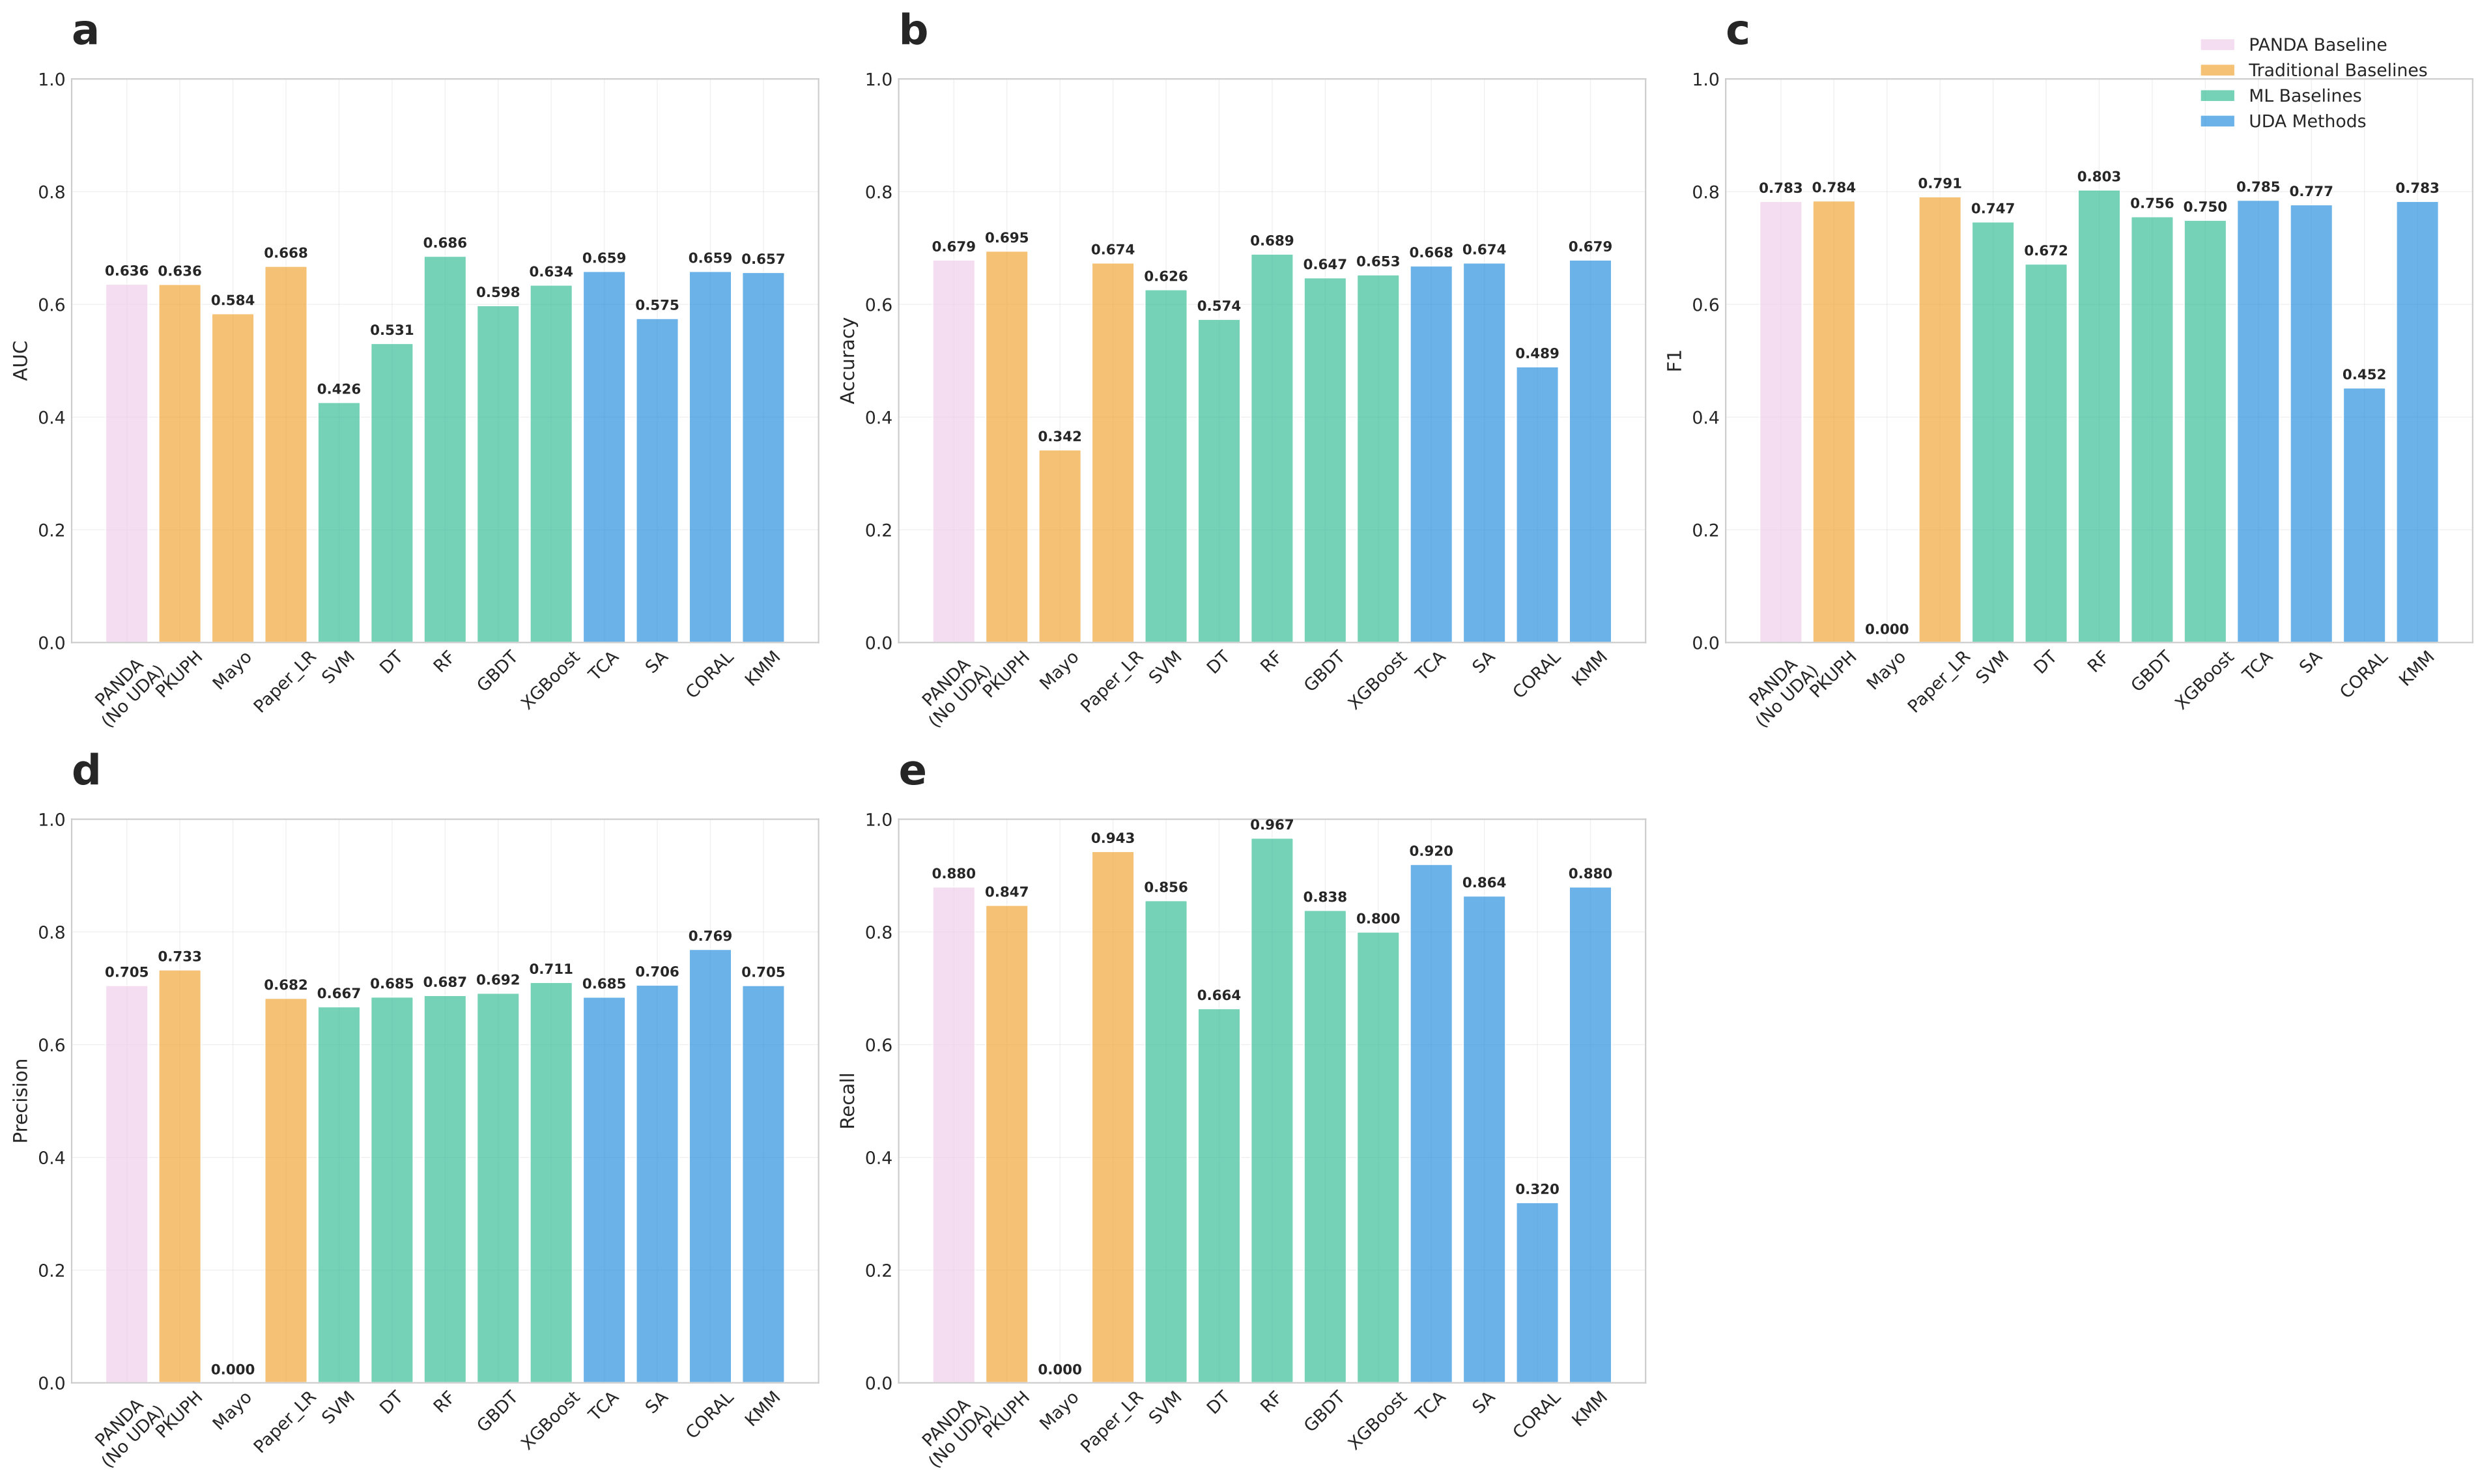 a
1.0
0.8
0.6
0.4
0.2
0.0
AUC
0.636
0.636
0.584
0.668
0.426
0.531
0.686
0.598
0.634
0.659
0.575
0.659
0.657
PANDA
(No UDA)
PKUPH
Mayo
Paper_LR
SVM
DT
RF
GBDT
XGBoost
TCA
SA
CORAL
KMM
b
1.0
0.8
0.6
0.4
0.2
0.0
Accuracy
0.679
0.695
0.342
0.674
0.626
0.574
0.689
0.647
0.653
0.668
0.674
0.489
0.679
PANDA
(No UDA)
PKUPH
Mayo
Paper_LR
SVM
DT
RF
GBDT
XGBoost
TCA
SA
CORAL
KMM
c
PANDA Baseline
Traditional Baselines
ML Baselines
UDA Methods
1.0
0.8
0.6
0.4
0.2
0.0
F1
0.783
0.784
0.000
0.791
0.747
0.672
0.803
0.756
0.750
0.785
0.777
0.452
0.783
PANDA
(No UDA)
PKUPH
Mayo
Paper_LR
SVM
DT
RF
GBDT
XGBoost
TCA
SA
CORAL
KMM
d
1.0
0.8
0.6
0.4
0.2
0.0
Precision
0.705
0.733
0.000
0.682
0.667
0.685
0.687
0.692
0.711
0.685
0.706
0.769
0.705
PANDA
(No UDA)
PKUPH
Mayo
Paper_LR
SVM
DT
RF
GBDT
XGBoost
TCA
SA
CORAL
KMM
e
1.0
0.8
0.6
0.4
0.2
0.0
Recall
0.880
0.847
0.000
0.943
0.856
0.664
0.967
0.838
0.800
0.920
0.864
0.320
0.880
PANDA
(No UDA)
PKUPH
Mayo
Paper_LR
SVM
DT
RF
GBDT
XGBoost
TCA
SA
CORAL
KMM